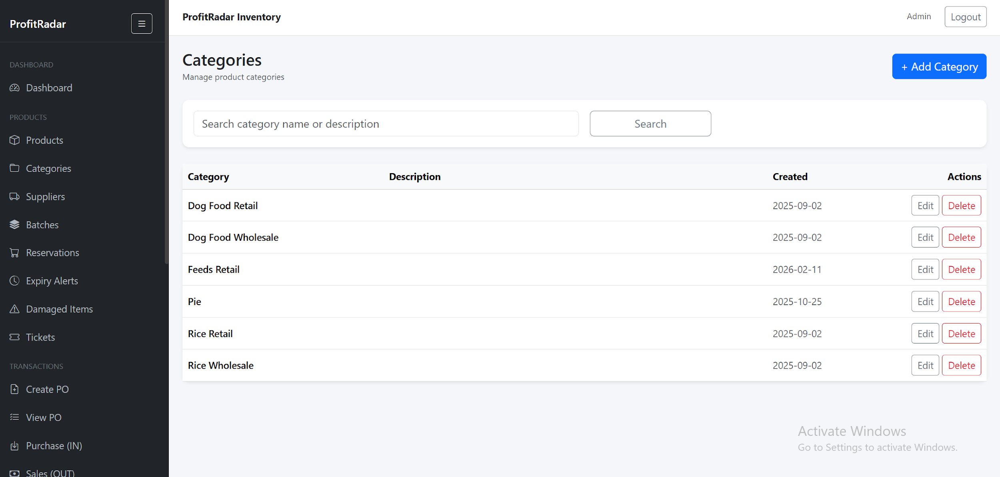 ProfitRadar
DASHBOARD
Dashboard
PRODUCTS
Products
Categories
Suppliers
Batches
Reservations
Expiry Alerts
Damaged Items
Tickets
TRANSACTIONS
Create PO
View PO
Purchase (IN)
Sales (OUT)
ProfitRadar Inventory
Admin
Logout
Categories
Manage product categories
+ Add Category
Search category name or description
Search
Category Description Created Actions
Dog Food Retail 2025-09-02 Edit Delete
Dog Food Wholesale 2025-09-02 Edit Delete
Feeds Retail 2026-02-11 Edit Delete
Pie 2025-10-25 Edit Delete
Rice Retail 2025-09-02 Edit Delete
Rice Wholesale 2025-09-02 Edit Delete
Activate Windows
Go to Settings to activate Windows.